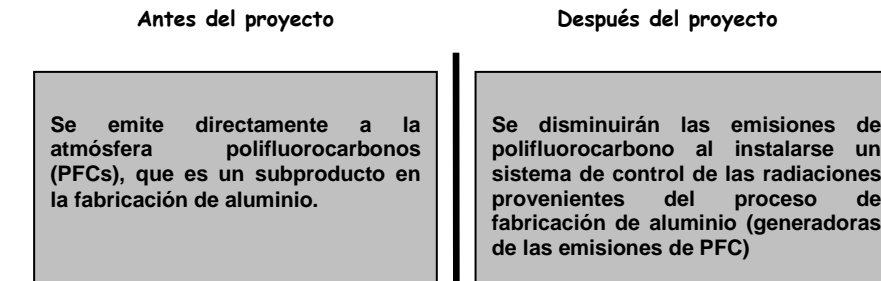 Antes del proyecto
Después del proyecto
Se emite directamente a la
atmósfera polifluorocarbonos
(PFCs), que es un subproducto en
la fabricación de aluminio.
Se disminuirán las emisiones de
polifluorocarbono al instalarse un
sistema de control de las radiaciones
provenientes del proceso de
fabricación de aluminio (generadoras
de las emisiones de PFC)